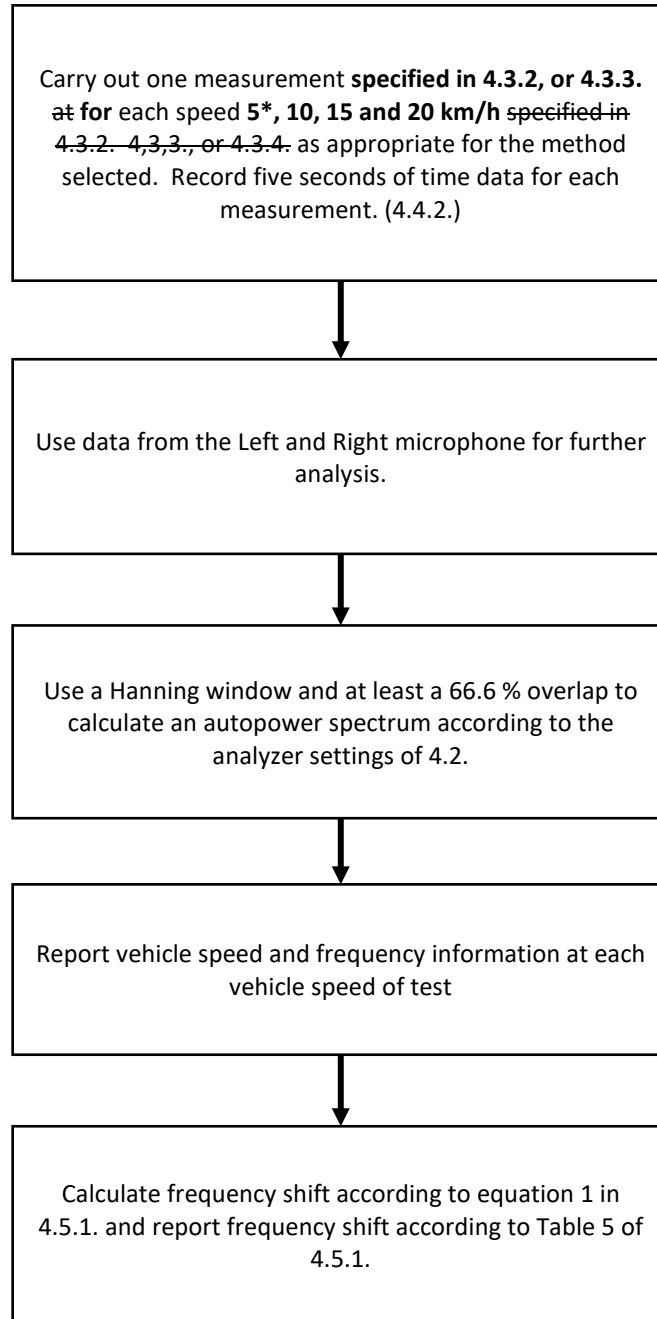 Carry out one measurement specified in 4.3.2, or 4.3.3.
at for each speed 5*, 10, 15 and 20 km/h specified in
4.3.2. 4,3,3., or 4.3.4. as appropriate for the method
selected. Record five seconds of time data for each
measurement. (4.4.2.)
Use data from the Left and Right microphone for further
analysis.
Use a Hanning window and at least a 66.6 % overlap to
calculate an autopower spectrum according to the
analyzer settings of 4.2.
Report vehicle speed and frequency information at each
vehicle speed of test
Calculate frequency shift according to equation 1 in
4.5.1. and report frequency shift according to Table 5 of
4.5.1.